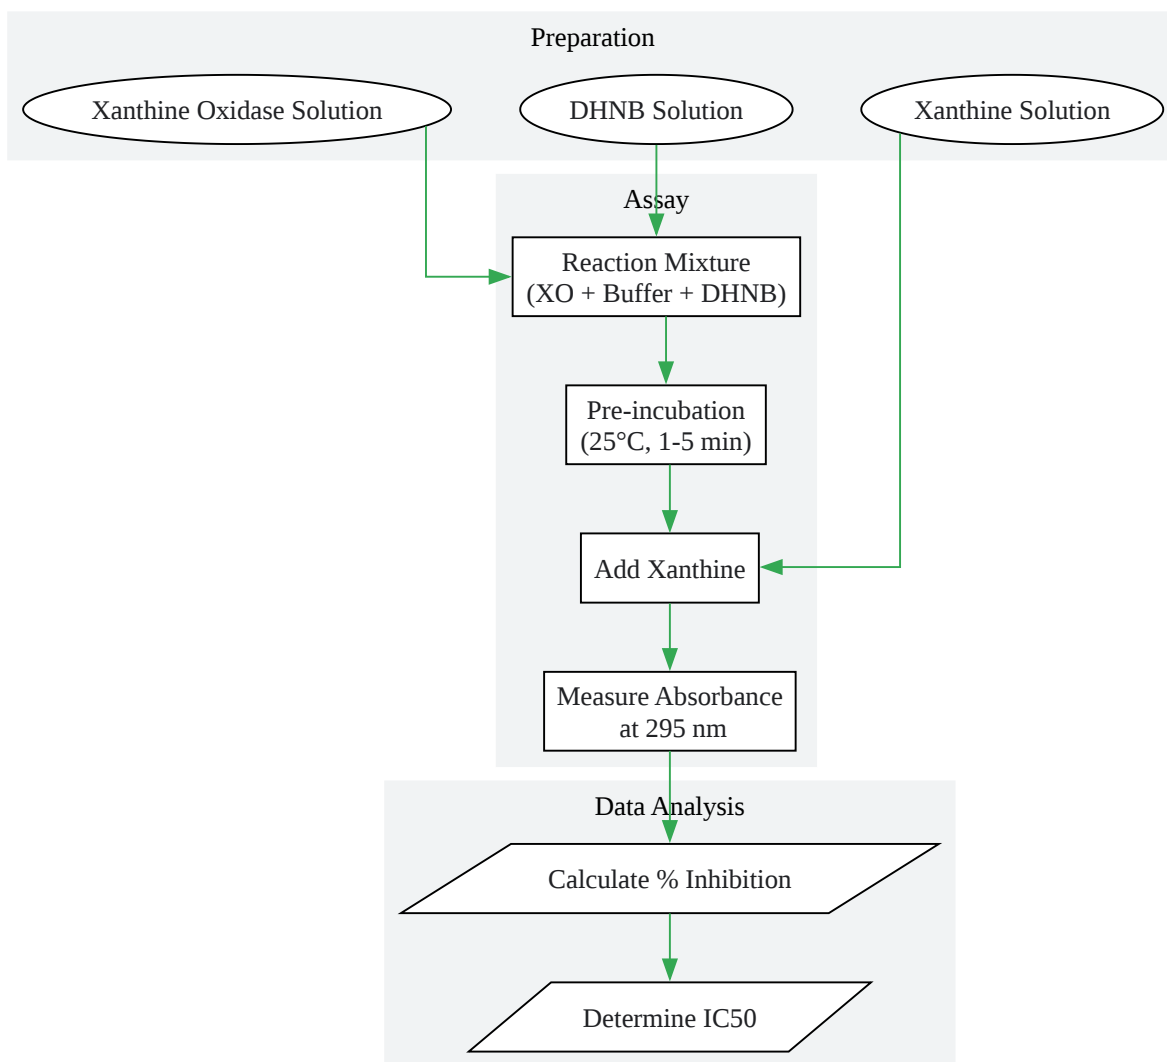 Preparation
Xanthine Oxidase Solution
DHNB Solution
Xanthine Solution
Assay
Reaction Mixture
(XO + Buffer + DHNB)
Pre-incubation
(25°C, 1-5 min)
Add Xanthine
Measure Absorbance
at 295 nm
Data Analysis
Calculate % Inhibition
Determine IC50